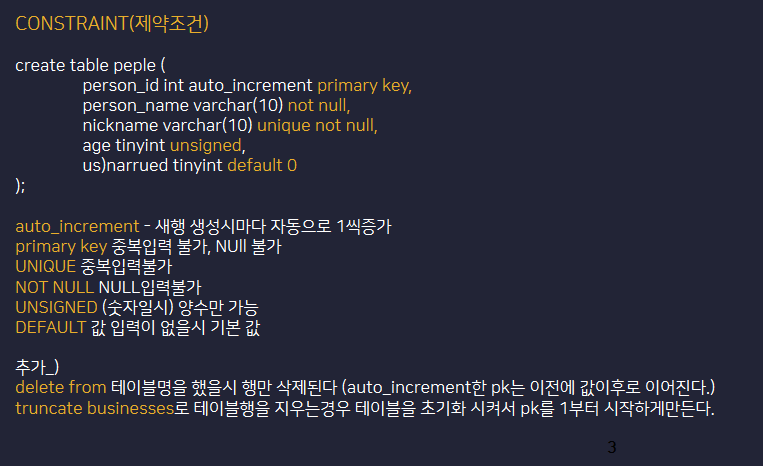 CONSTRAINT(제약조건)
create table peple (
person_id int auto_increment primary key,
person_name varchar(10) not null,
nickname varchar(10) unique not null,
age tinyint unsigned,
us)narrued tinyint default 0
);
auto_increment - 새행 생성시마다 자동으로 1씩증가
primary key 중복입력 불가, NUll 불가
UNIQUE 중복입력불가
NOT NULL NULL입력불가
UNSIGNED (숫자일시) 양수만 가능
DEFAULT 값 입력이 없을시 기본 값
추가_)
delete from 테이블명을 했을시 행만 삭제된다 (auto_increment한 pk는 이전에 값이후로 이어진다.)
truncate businesses로 테이블행을 지우는경우 테이블을 초기화 시켜서 pk를 1부터 시작하게만든다.
3